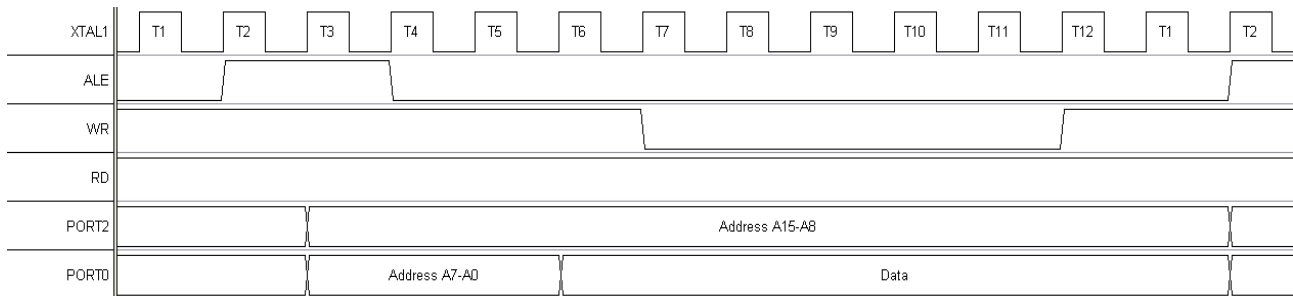 XTAL1 T1 T2 T3 T4 T5 T6 T7 T8 T9 T10 T11 T12 T1 T2
ALE
WR
RD
PORT2 Address A15-A8
PORT0 Address A7-A0 Data